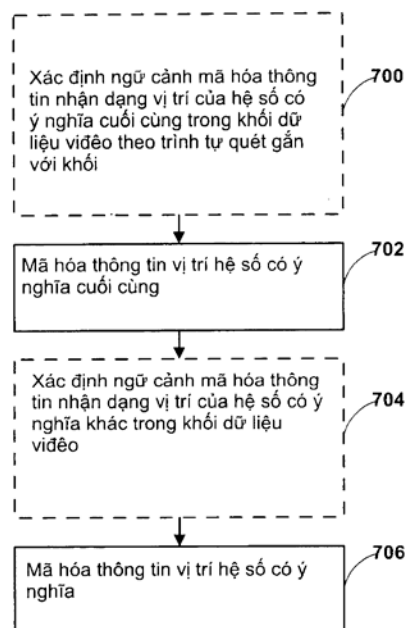 Xác định ngữ cảnh mã hóa thông
tin nhận dạng vị trí của hệ số có
ý nghĩa cuối cùng trong khối dữ
liệu viđêo theo trình tự quét gắn
với khối
700
Mã hóa thông tin vị trí hệ số có ý
nghĩa cuối cùng
702
Xác định ngữ cảnh mã hóa thông
tin nhận dạng vị trí của hệ số có ý
nghĩa khác trong khối dữ liệu
viđêo
704
Mã hóa thông tin vị trí hệ số có ý
nghĩa
706